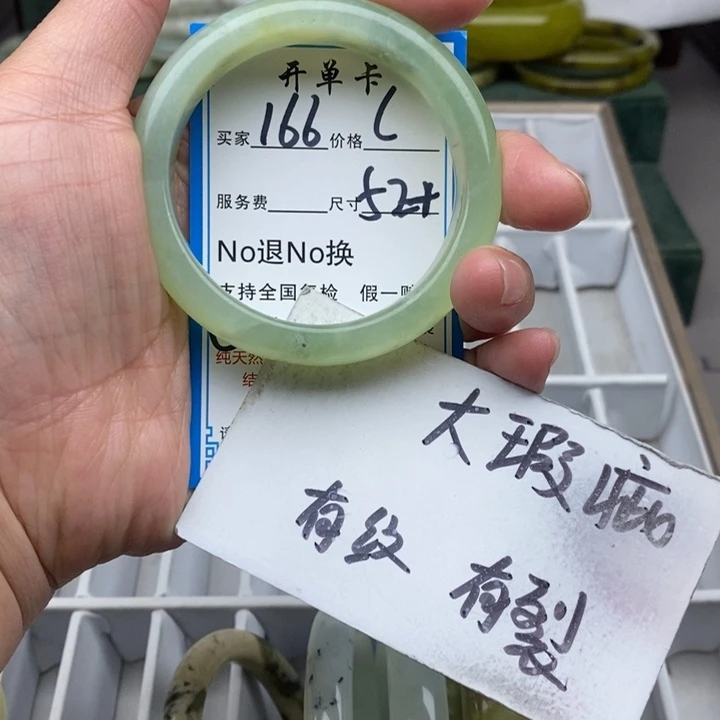 开单卡
买家 166 价格 L
服务费 尺寸 52+
No退No换
支持全国复检 假一
纯天然
结
大瑕疵
有纹 有裂